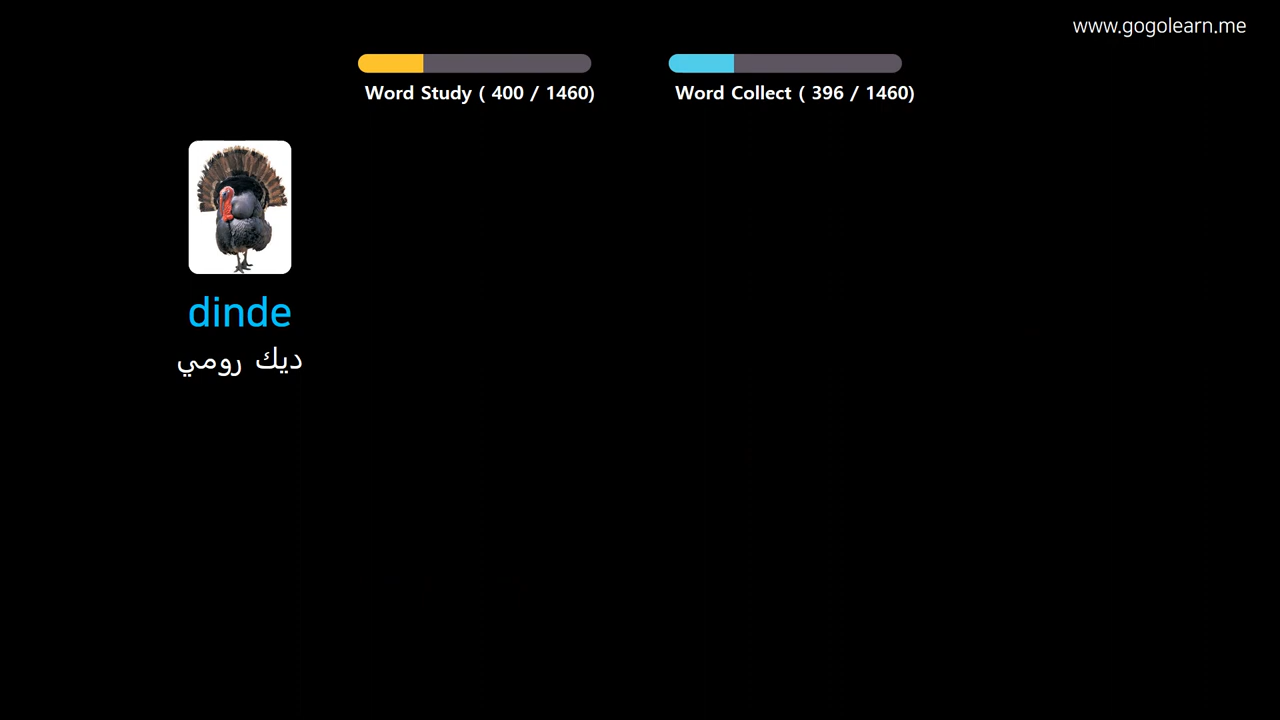 www.gogolearn.me
Word Study ( 400 / 1460)
Word Collect ( 396 / 1460)
dinde
ديك رومي